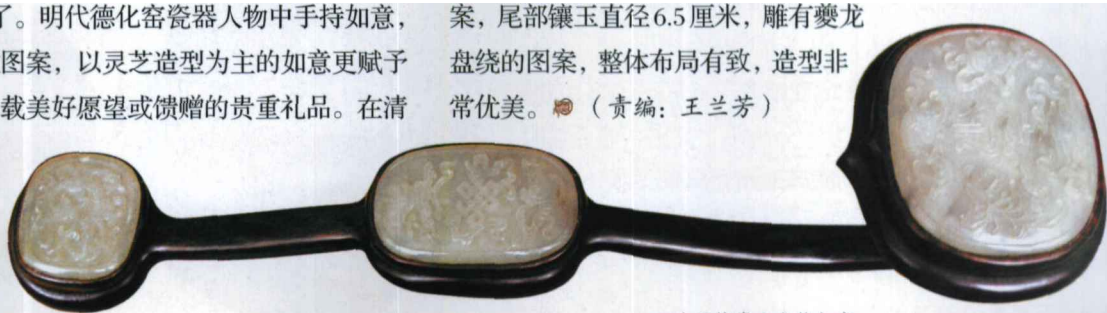 了。明代德化窑瓷器人物中手持如意，
图案，以灵芝造型为主的如意更赋予
载美好愿望或馈赠的贵重礼品。在清
案，尾部镶玉直径6.5厘米，雕有夔龙
盘绕的图案，整体布局有致，造型非
常优美。（责编：王兰芳）